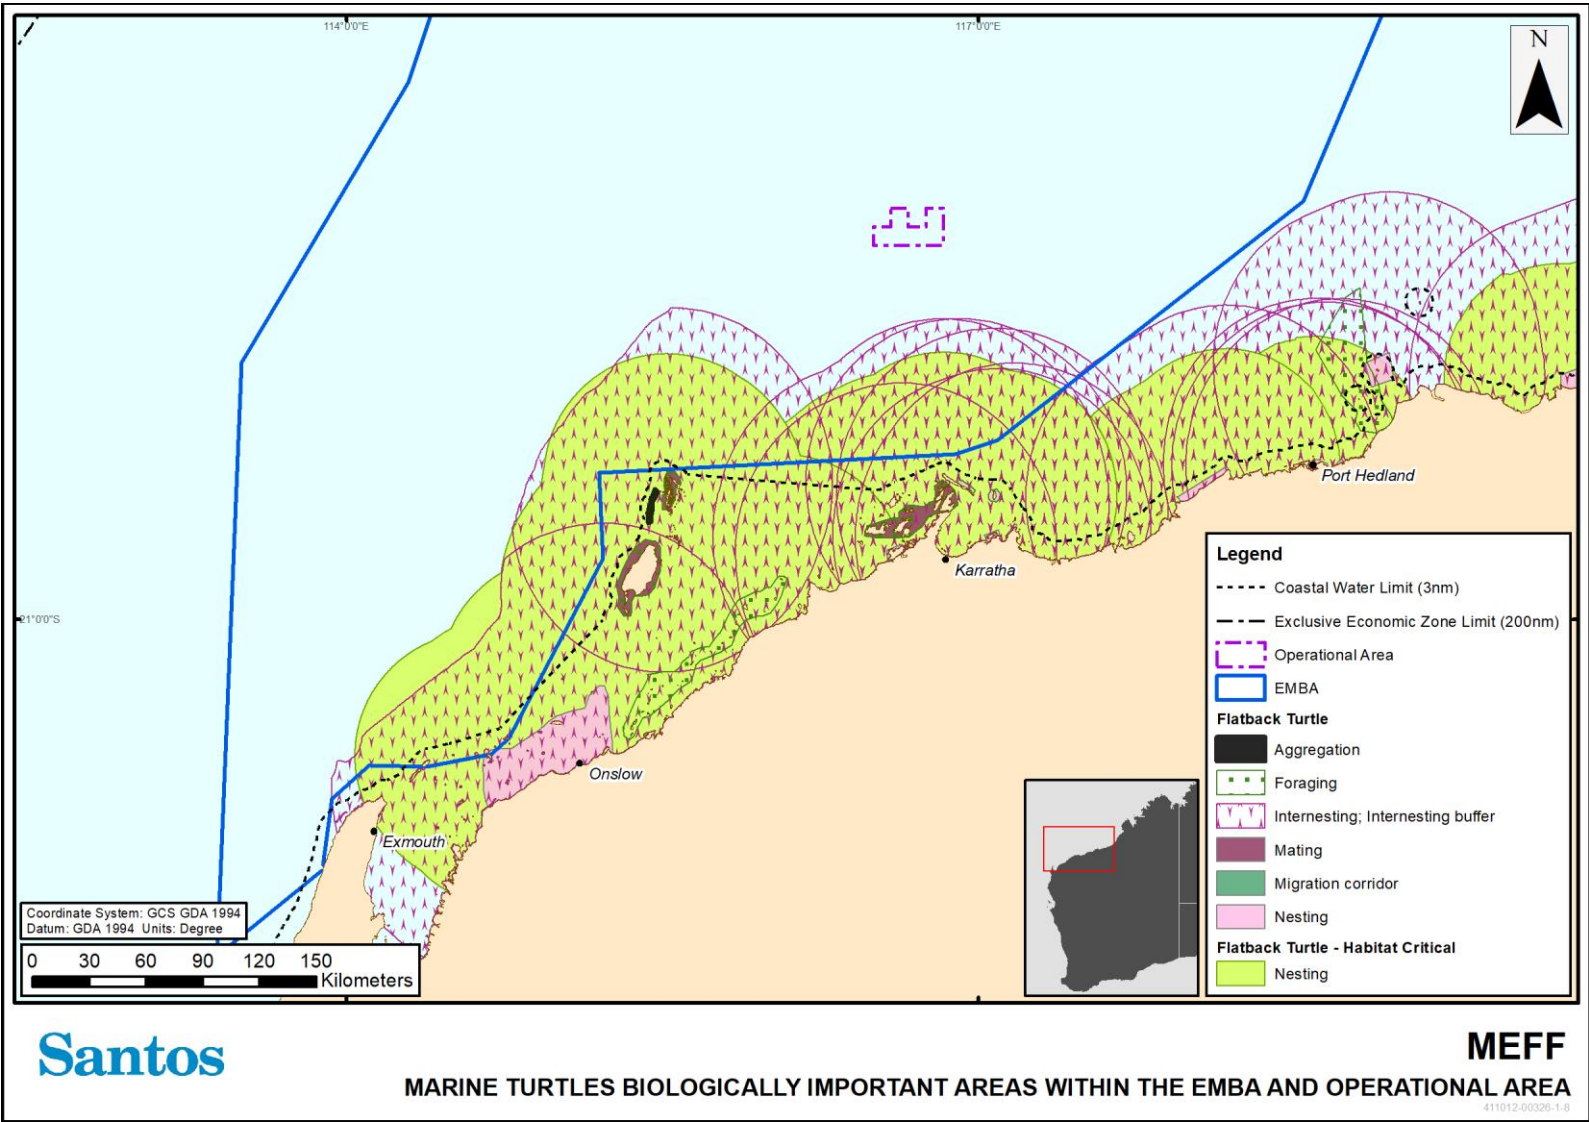 114°0'0"E
117°0'0"E
N
Port Hedland
Karratha
21°0'0"S
Onslow
Exmouth
Legend
Coastal Water Limit (3nm)
Exclusive Economic Zone Limit (200nm)
Operational Area
EMBA
Flatback Turtle
Aggregation
Foraging
Internesting; Internesting buffer
Mating
Migration corridor
Nesting
Flatback Turtle - Habitat Critical
Nesting
Coordinate System: GCS GDA 1994
Datum: GDA 1994 Units: Degree
0 30 60 90 120 150
Kilometers
Santos
MEFF
MARINE TURTLES BIOLOGICALLY IMPORTANT AREAS WITHIN THE EMBA AND OPERATIONAL AREA
411012-00326-1-8